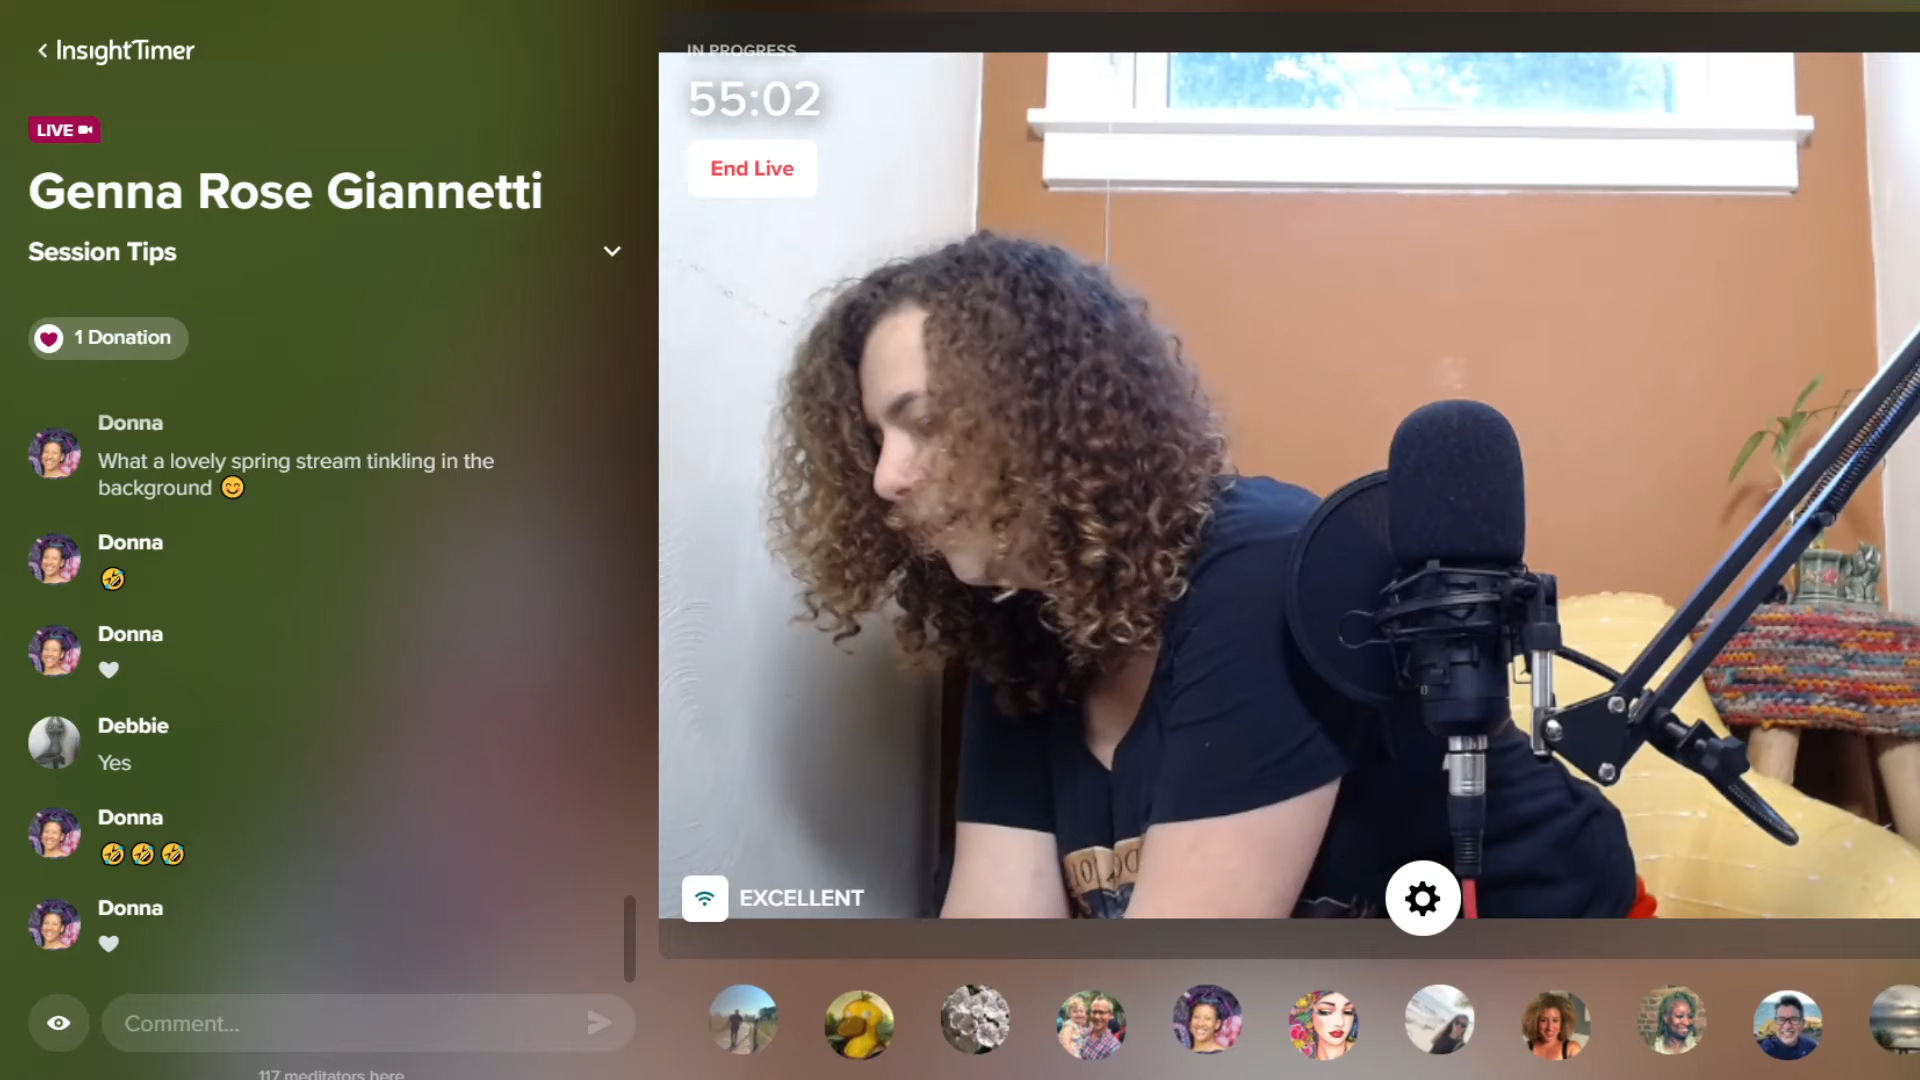 InsightTimer
LIVE
Genna Rose Giannetti
Session Tips
1 Donation
Donna
What a lovely spring stream tinkling in the
background 😊
Donna
🤣
Donna
🤍
Debbie
Yes
Donna
🤣🤣🤣
Donna
🤍
Comment...
117 meditators here
IN PROGRESS
55:02
End Live
EXCELLENT